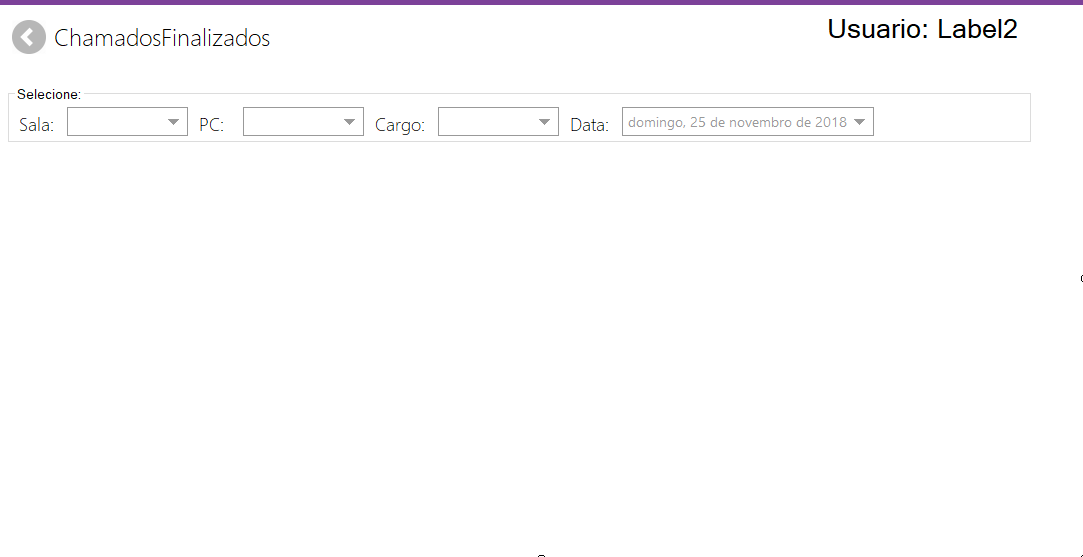 ChamadosFinalizados
Usuario: Label2
Selecione:
Sala: PC: Cargo: Data: domingo, 25 de novembro de 2018